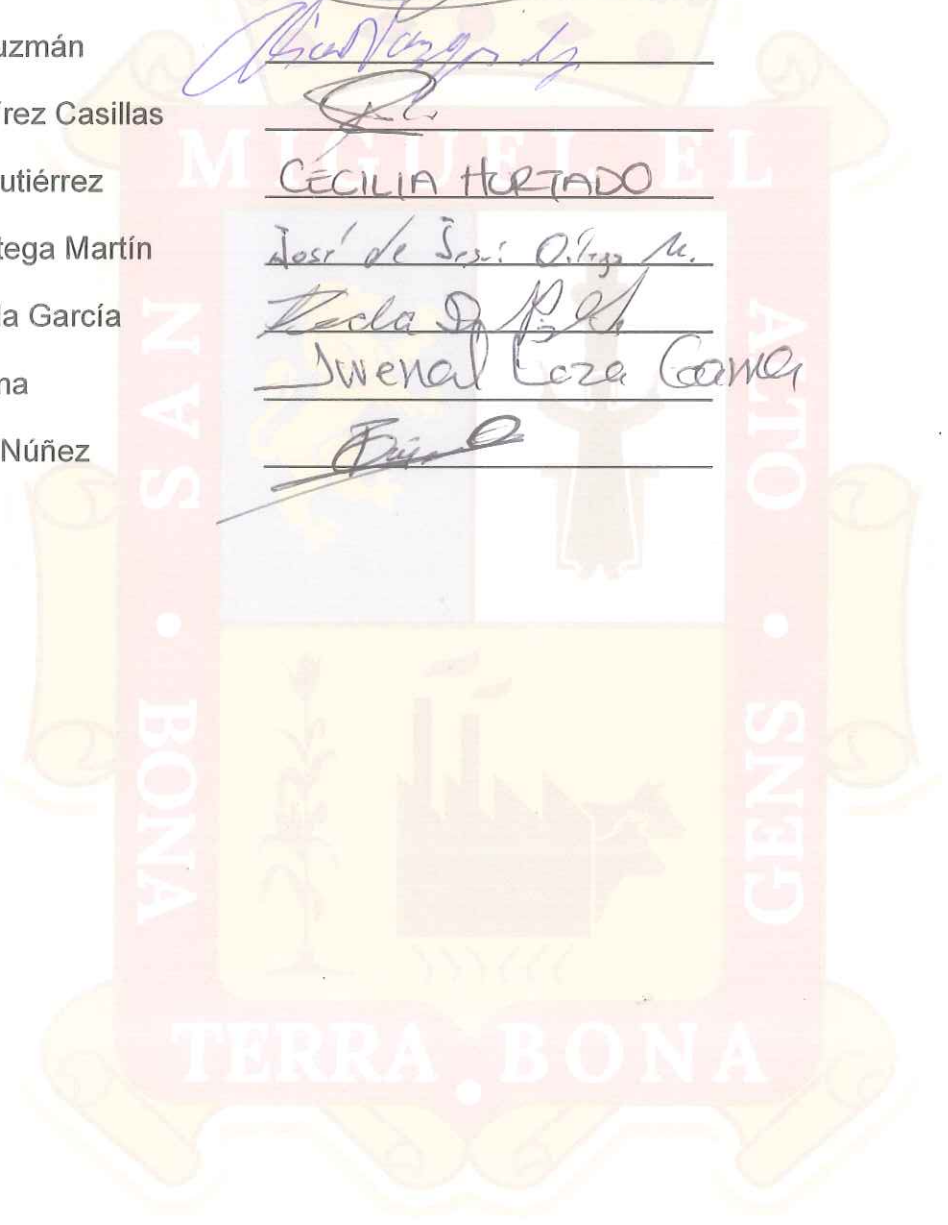 uzmán
rez Casillas
utiérrez CECILIA HURTADO
tega Martín José de Jesús Ortega M.
la García
na Juvenal Loza Gama
Núñez
MIGUEL EL
SAN
ALTO
BONA
GENS
TERRA BONA